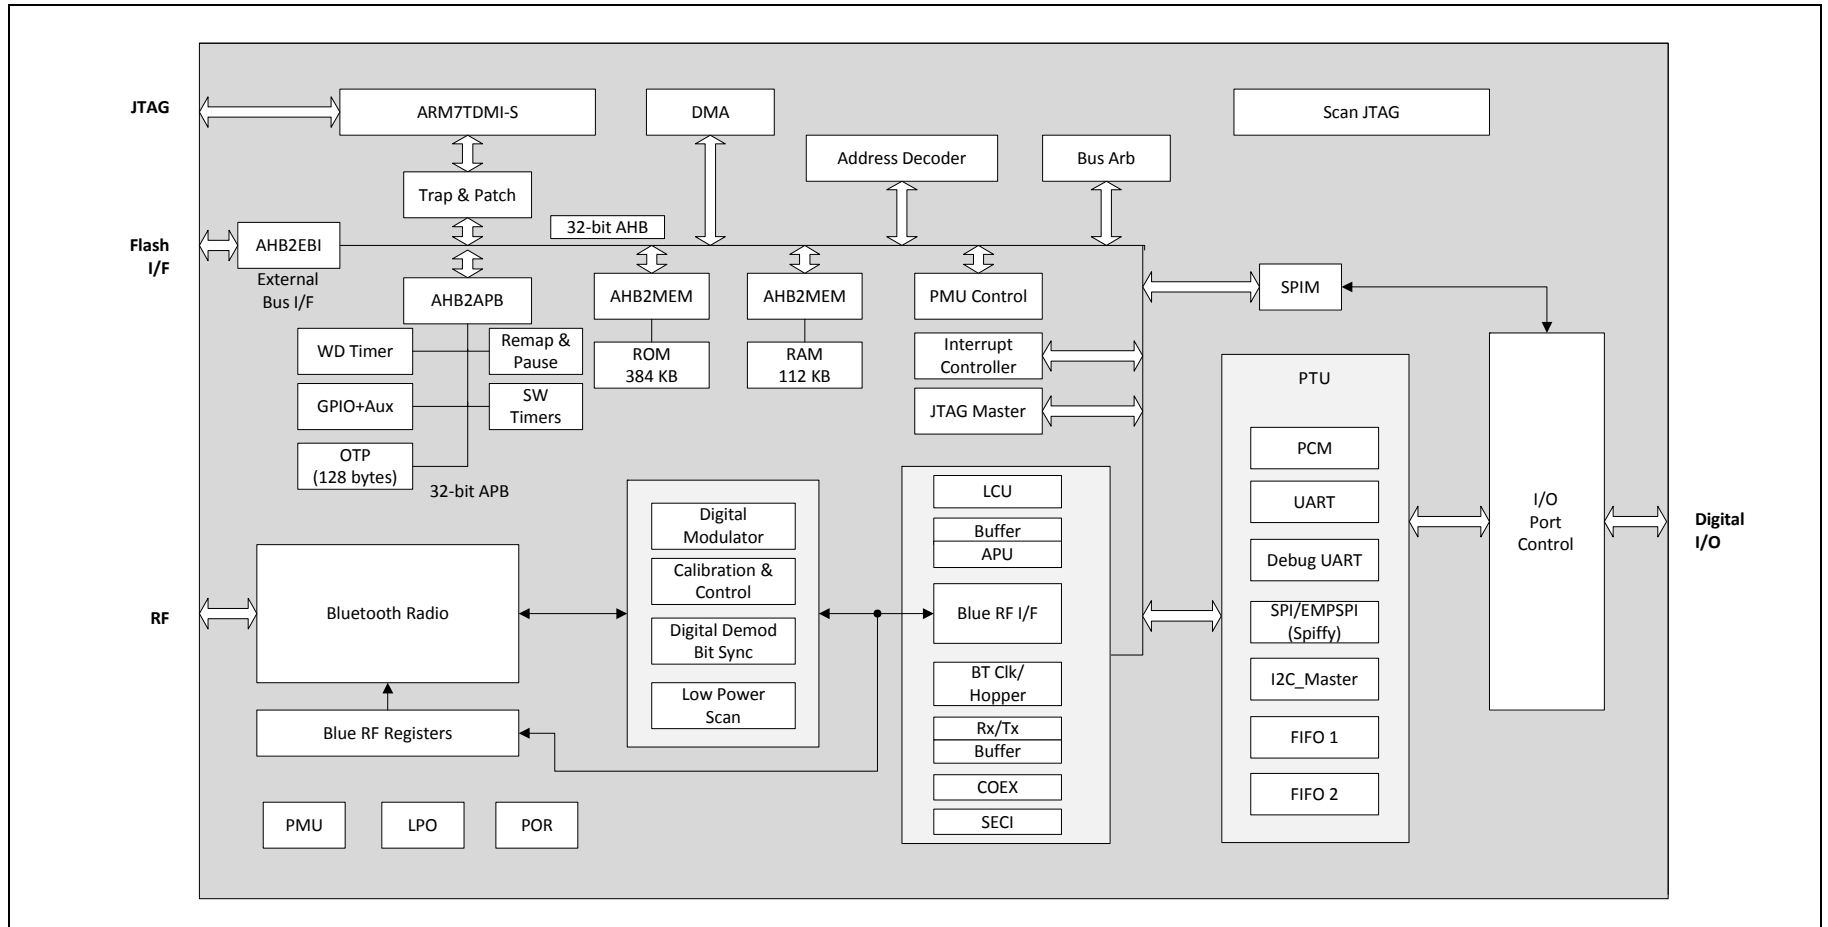 JTAG
ARM7TDMI-S
DMA
Scan JTAG
Address Decoder
Bus Arb
Trap & Patch
32-bit AHB
Flash
I/F
AHB2EBI
External
Bus I/F
AHB2APB
AHB2MEM
AHB2MEM
PMU Control
SPIM
WD Timer
Remap &
Pause
ROM
384 KB
RAM
112 KB
Interrupt
Controller
GPIO+Aux
SW
Timers
JTAG Master
OTP
(128 bytes)
32-bit APB
PTU
PCM
UART
Debug UART
SPI/EMPSPI
(Spiffy)
I2C_Master
FIFO 1
FIFO 2
I/O
Port
Control
Digital
I/O
LCU
Buffer
APU
Blue RF I/F
BT Clk/
Hopper
Rx/Tx
Buffer
COEX
SECI
Digital
Modulator
Calibration &
Control
Digital Demod
Bit Sync
Low Power
Scan
RF
Bluetooth Radio
Blue RF Registers
PMU
LPO
POR